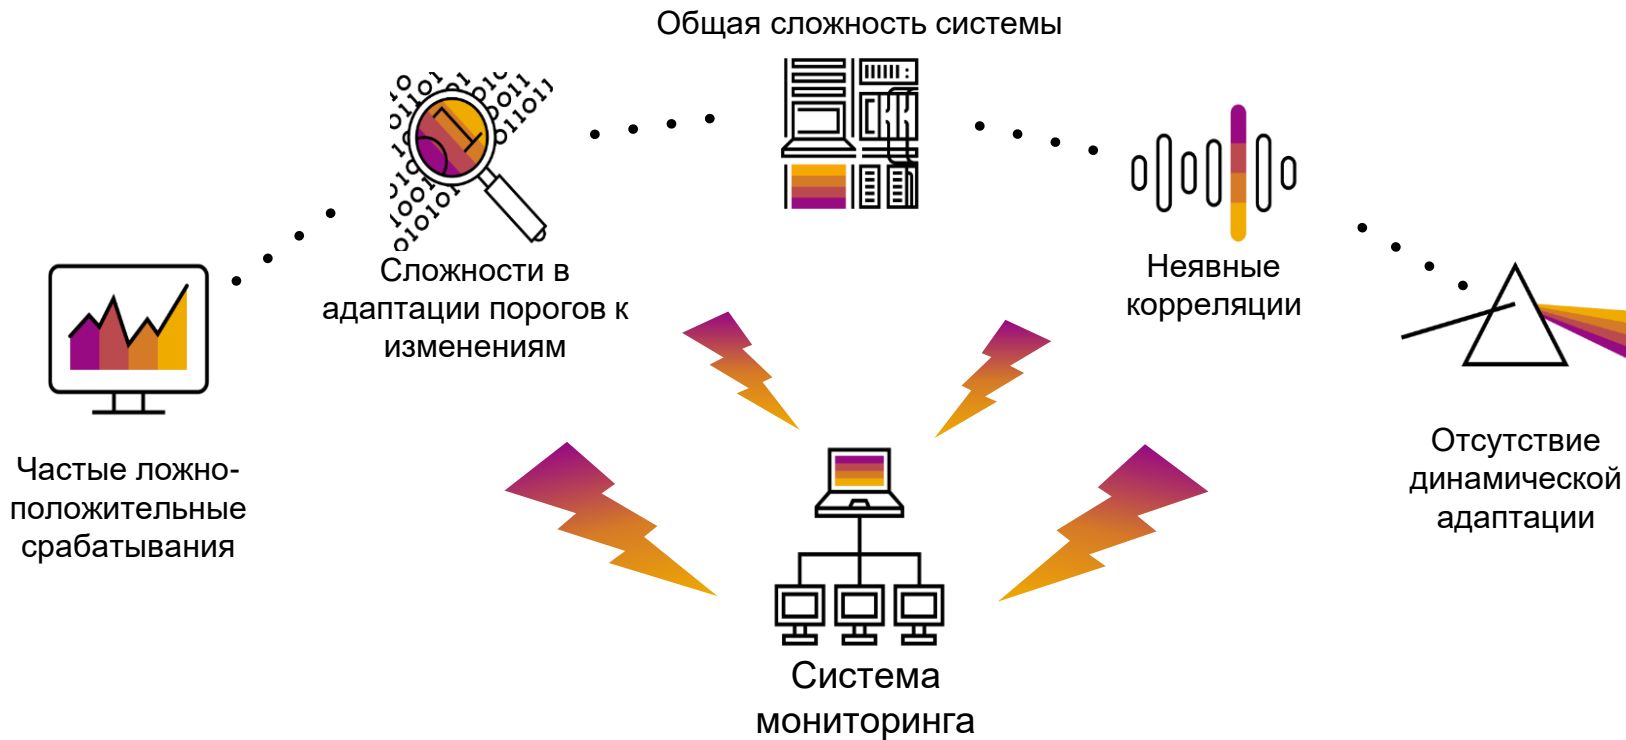 Общая сложность системы
Сложности в
адаптации порогов к
изменениям
Неявные
корреляции
Частые ложно-
положительные
срабатывания
Отсутствие
динамической
адаптации
Система
мониторинга